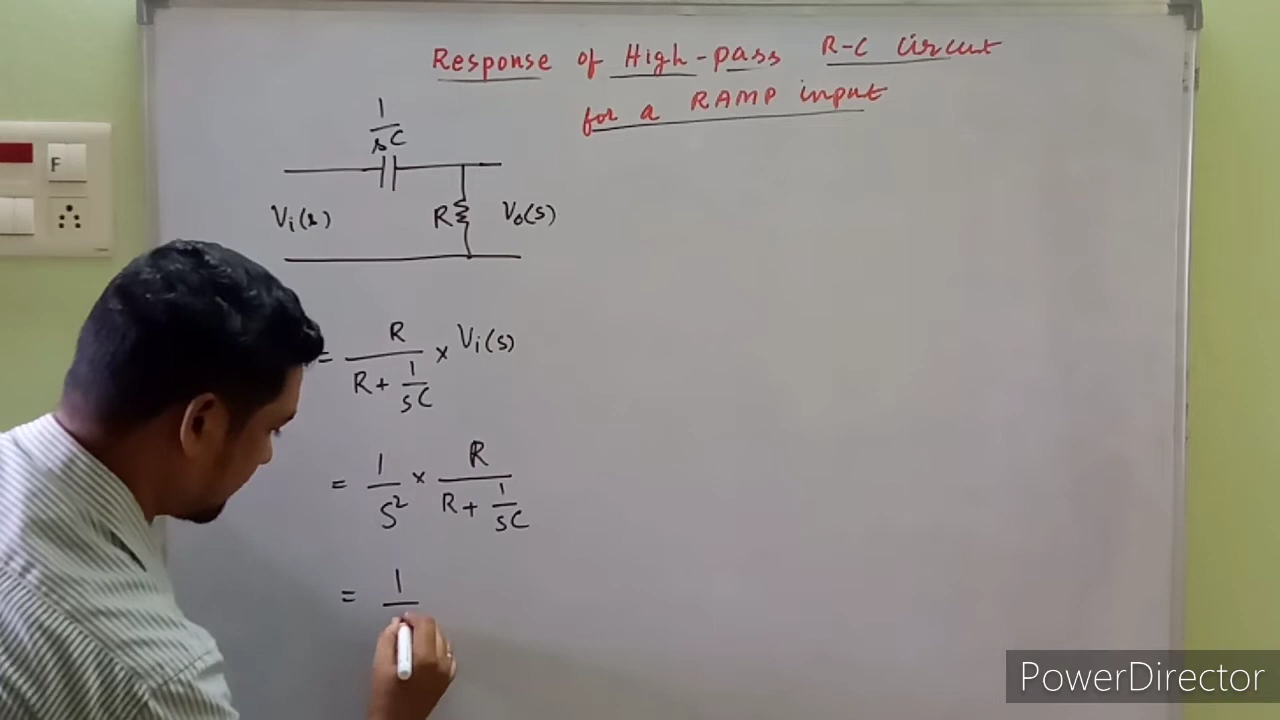 Response of High-pass R-C circut
for a RAMP input
1
sC
Vi(s)
R
Vo(s)
= R / (R + 1/sC) × Vi(s)
= 1/S² × R / (R + 1/sC)
= 1
F
PowerDirector